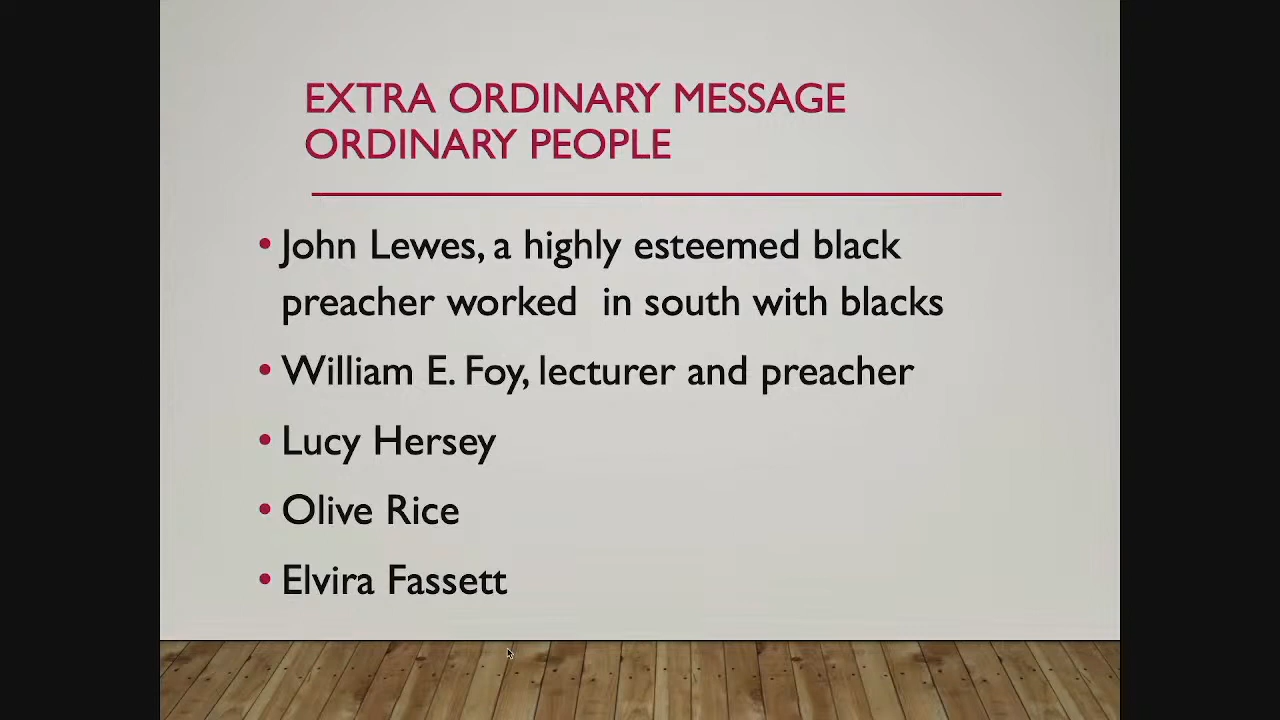 EXTRA ORDINARY MESSAGE
ORDINARY PEOPLE
• John Lewes, a highly esteemed black
preacher worked  in south with blacks
• William E. Foy, lecturer and preacher
• Lucy Hersey
• Olive Rice
• Elvira Fassett